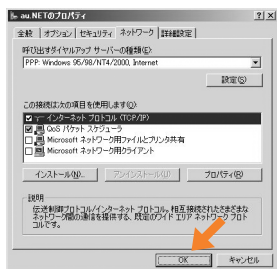 au.NETのプロパティ
全般
オプション
セキュリティ
ネットワーク
詳細設定
呼び出すダイヤルアップ サーバーの種類(E):
PPP: Windows 95/98/NT4/2000, Internet
設定(S)
この接続は次の項目を使用します(O):
インターネット プロトコル (TCP/IP)
QoS パケット スケジューラ
Microsoft ネットワーク用ファイルとプリンタ共有
Microsoft ネットワーク用クライアント
インストール(N)...
アンインストール(U)
プロパティ(R)
説明
伝送制御プロトコル/インターネット プロトコル。相互接続されたさまざまな
ネットワーク間の通信を提供する、既定のワイド エリア ネットワーク プロト
コルです。
OK
キャンセル